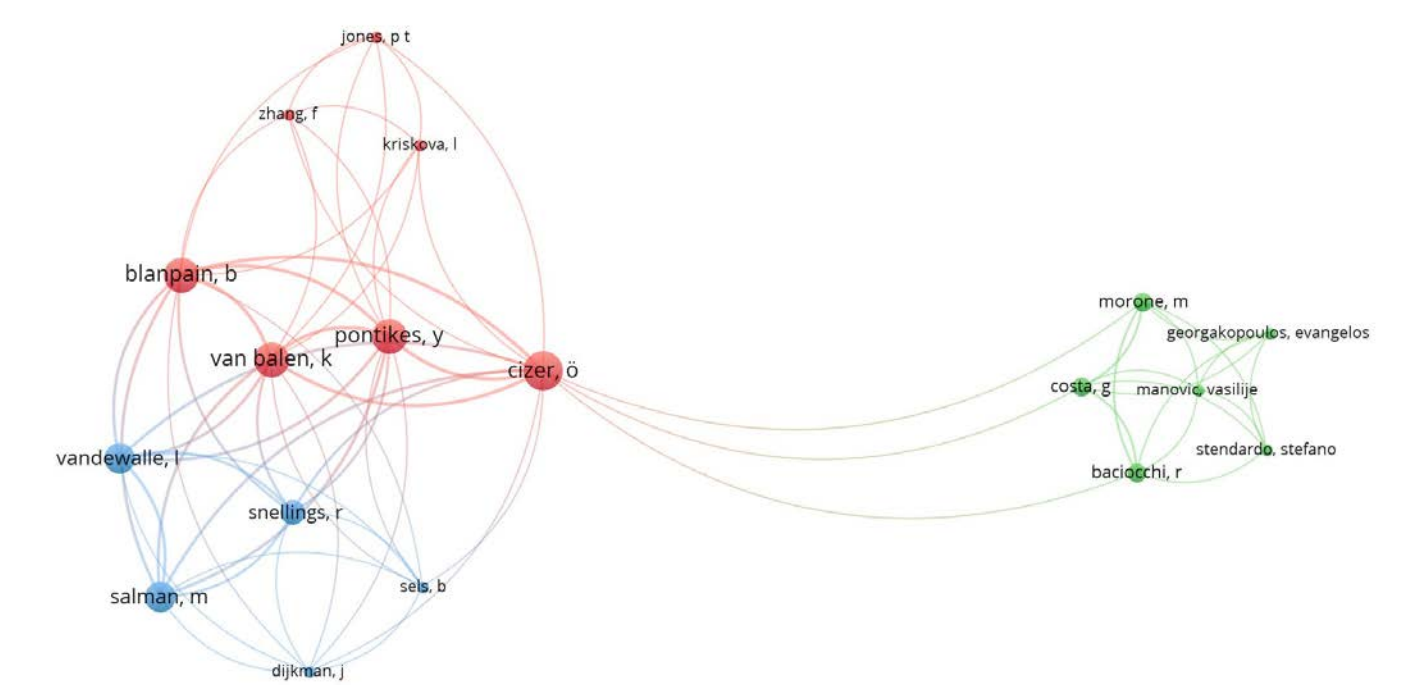 jones, p t
zhang, f
kriskova, l
blanpain, b
pontikes, y
van balen, k
cizer, ö
vandewalle, l
snellings, r
sels, b
salman, m
dijkman, j
morone, m
georgakopoulos, evangelos
costa, g
manovic, vasilije
stendardo, stefano
baciocchi, r